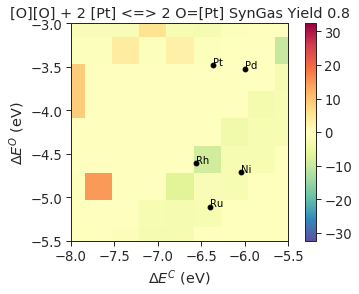 [O][O] + 2 [Pt] <=> 2 O=[Pt] SynGas Yield 0.8
−3.0
−3.5
−4.0
−4.5
−5.0
−5.5
ΔE^O (eV)
Pt
Pd
Rh
Ni
Ru
−8.0 −7.5 −7.0 −6.5 −6.0 −5.5
ΔE^C (eV)
30
20
10
0
−10
−20
−30